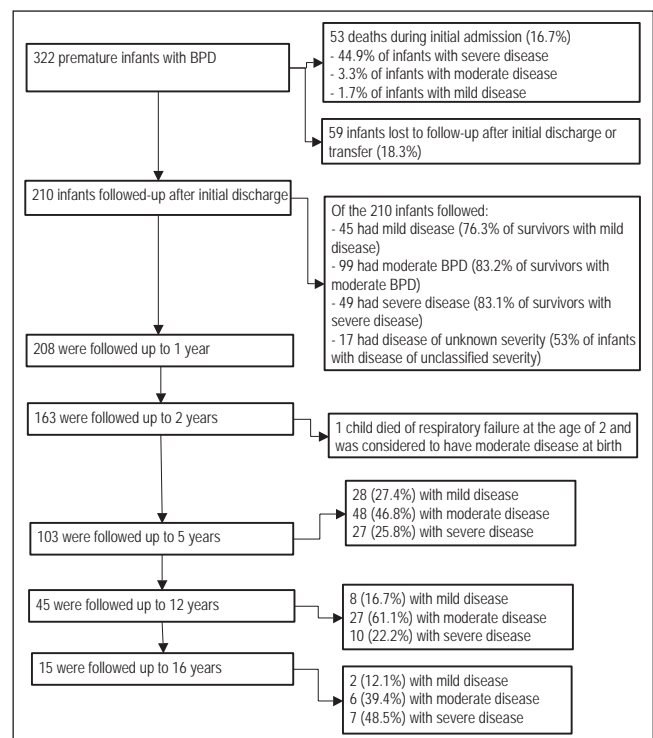 322 premature infants with BPD
53 deaths during initial admission (16.7%)
- 44.9% of infants with severe disease
- 3.3% of infants with moderate disease
- 1.7% of infants with mild disease
59 infants lost to follow-up after initial discharge or
transfer (18.3%)
210 infants followed-up after initial discharge
Of the 210 infants followed:
- 45 had mild disease (76.3% of survivors with mild
disease)
- 99 had moderate BPD (83.2% of survivors with
moderate BPD)
- 49 had severe disease (83.1% of survivors with
severe disease)
- 17 had disease of unknown severity (53% of infants
with disease of unclassified severity)
208 were followed up to 1 year
163 were followed up to 2 years
1 child died of respiratory failure at the age of 2 and
was considered to have moderate disease at birth
103 were followed up to 5 years
28 (27.4%) with mild disease
48 (46.8%) with moderate disease
27 (25.8%) with severe disease
45 were followed up to 12 years
8 (16.7%) with mild disease
27 (61.1%) with moderate disease
10 (22.2%) with severe disease
15 were followed up to 16 years
2 (12.1%) with mild disease
6 (39.4%) with moderate disease
7 (48.5%) with severe disease